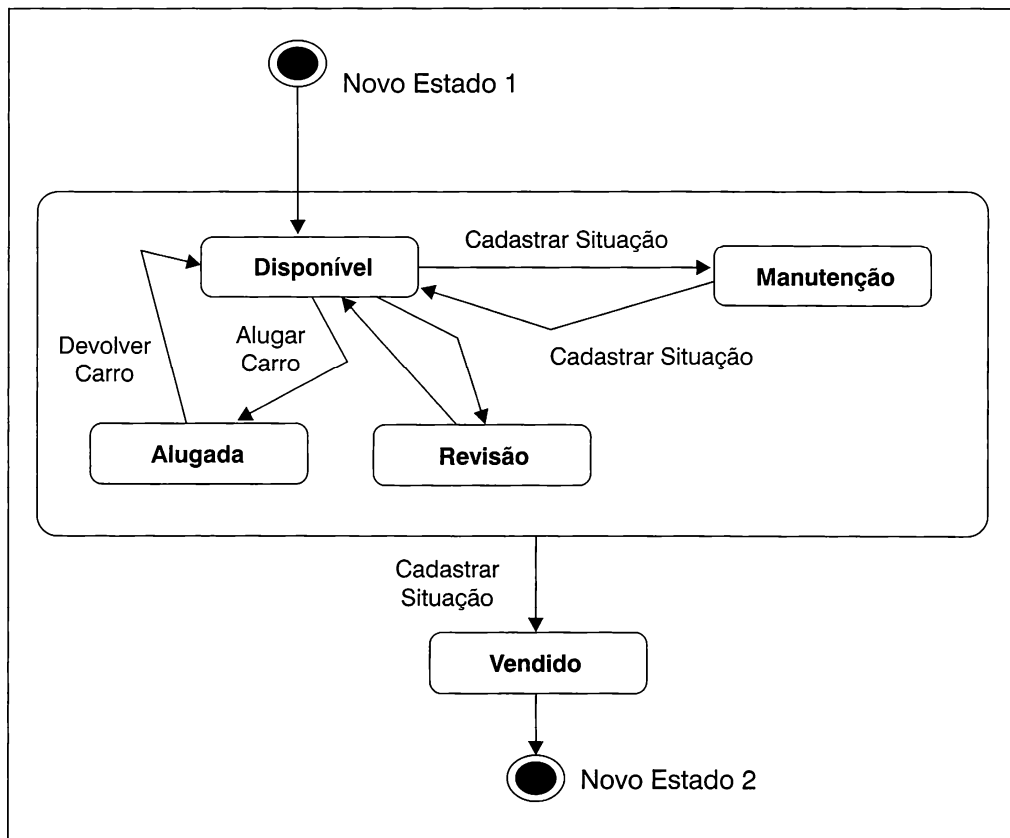 Novo Estado 1
Cadastrar Situação
Disponível
Manutenção
Devolver
Carro
Alugar
Carro
Cadastrar Situação
Alugada
Revisão
Cadastrar
Situação
Vendido
Novo Estado 2